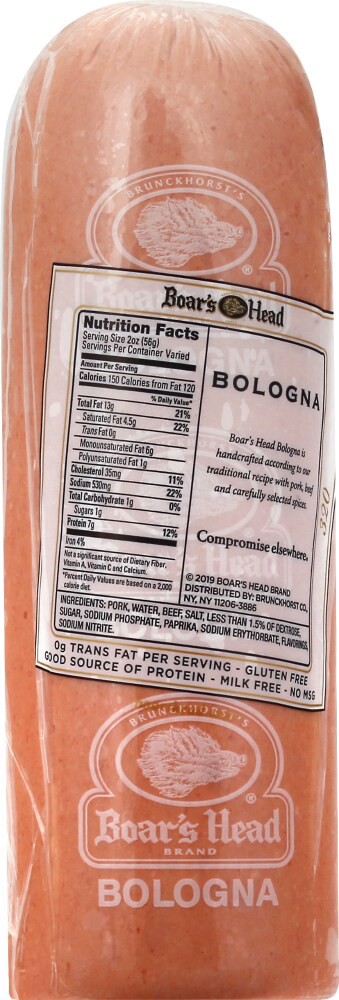 BRUNCKHORST'S
®
Boar's Head
Nutrition Facts
Serving Size 2oz (56g)
Servings Per Container Varied
Amount Per Serving
Calories 150 Calories from Fat 120
% Daily Value*
Total Fat 13g 21%
Saturated Fat 4.5g 22%
Trans Fat 0g
Monounsaturated Fat 6g
Polyunsaturated Fat 1g
Cholesterol 35mg 11%
Sodium 530mg 22%
Total Carbohydrate 1g 0%
Sugars 1g
Protein 7g 12%
Iron 4%
Not a significant source of Dietary Fiber,
Vitamin A, Vitamin C and Calcium.
*Percent Daily Values are based on a 2,000
calorie diet.
BOLOGNA
Boar's Head Bologna is
handcrafted according to our
traditional recipe with pork, beef
and carefully selected spices.
Compromise elsewhere.
© 2019 BOAR'S HEAD BRAND
DISTRIBUTED BY: BRUNCKHORST CO.,
NY, NY 11206-3886
320
INGREDIENTS: PORK, WATER, BEEF, SALT, LESS THAN 1.5% OF DEXTROSE,
SUGAR, SODIUM PHOSPHATE, PAPRIKA, SODIUM ERYTHORBATE, FLAVORINGS,
SODIUM NITRITE.
0g TRANS FAT PER SERVING - GLUTEN FREE
GOOD SOURCE OF PROTEIN - MILK FREE - NO MSG
BRUNCKHORST'S
®
Boar's Head
BRAND
BOLOGNA